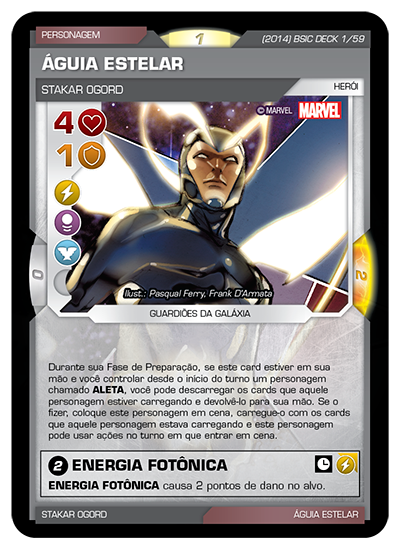 PERSONAGEM
1
(2014) BSIC DECK 1/59
ÁGUIA ESTELAR
STAKAR OGORD
HERÓI
4
© MARVEL
MARVEL
1
0
2
Ilust.: Pasqual Ferry, Frank D'Armata
GUARDIÕES DA GALÁXIA
Durante sua Fase de Preparação, se este card estiver em sua
mão e você controlar desde o início do turno um personagem
chamado ALETA, você pode descarregar os cards que aquele
personagem estiver carregando e devolvê-lo para sua mão. Se o
fizer, coloque este personagem em cena, carregue-o com os cards
que aquele personagem estava carregando e este personagem
pode usar ações no turno em que entrar em cena.
2 ENERGIA FOTÔNICA
ENERGIA FOTÔNICA causa 2 pontos de dano no alvo.
STAKAR OGORD
ÁGUIA ESTELAR